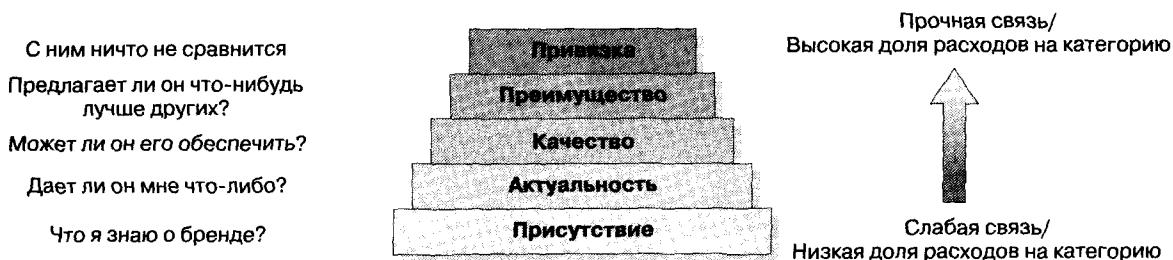 С ним ничто не сравнится
Предлагает ли он что-нибудь
лучше других?
Может ли он его обеспечить?
Дает ли он мне что-либо?
Что я знаю о бренде?
Привязка
Преимущество
Качество
Актуальность
Присутствие
Прочная связь/
Высокая доля расходов на категорию
Слабая связь/
Низкая доля расходов на категорию